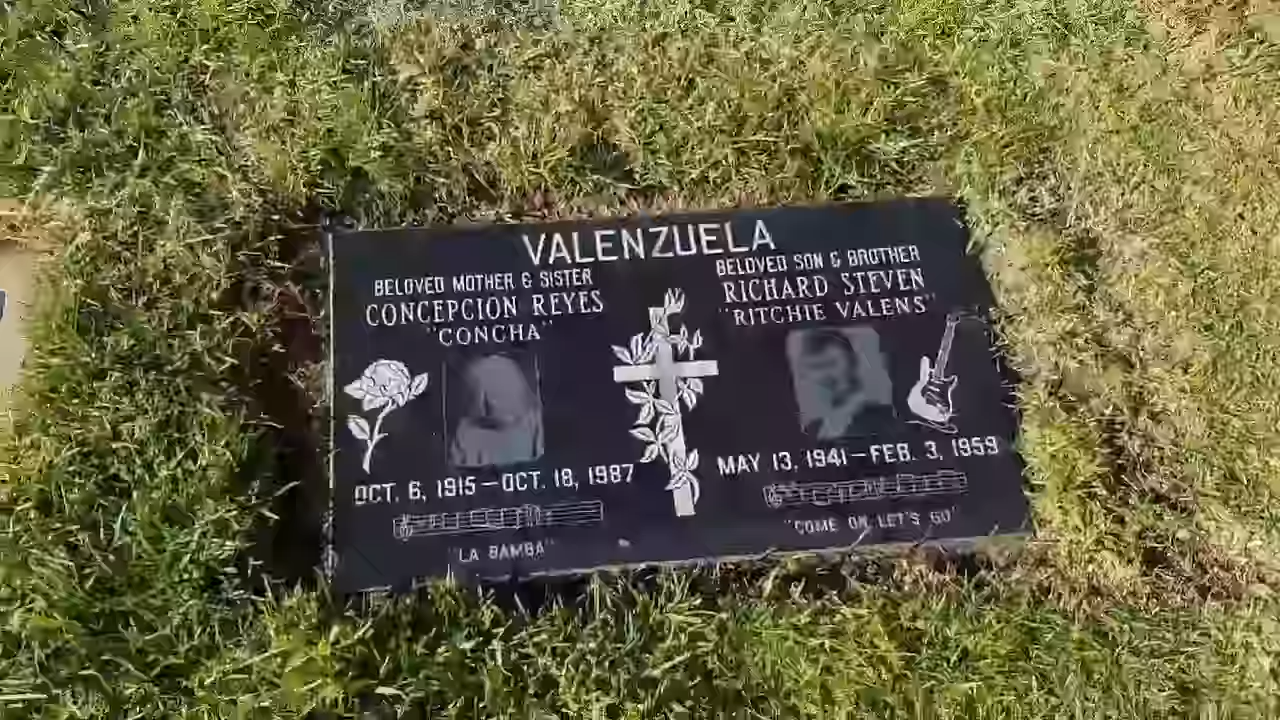 VALENZUELA
BELOVED MOTHER & SISTER
CONCEPCION REYES
"CONCHA"
OCT. 6, 1915 — OCT. 18, 1987
"LA BAMBA"
BELOVED SON & BROTHER
RICHARD STEVEN
"RITCHIE VALENS"
MAY 13, 1941 — FEB. 3, 1959
"COME ON, LET'S GO"